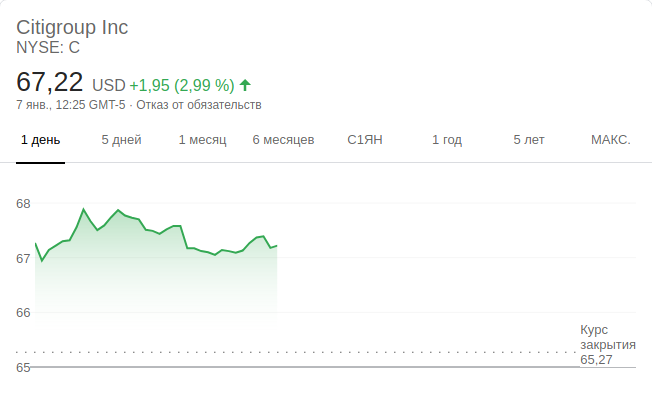 Citigroup Inc
NYSE: C
67,22 USD +1,95 (2,99 %)
7 янв., 12:25 GMT-5 · Отказ от обязательств
1 день 5 дней 1 месяц 6 месяцев С1ЯН 1 год 5 лет МАКС.
68
67
66
Курс
закрытия
65,27
65